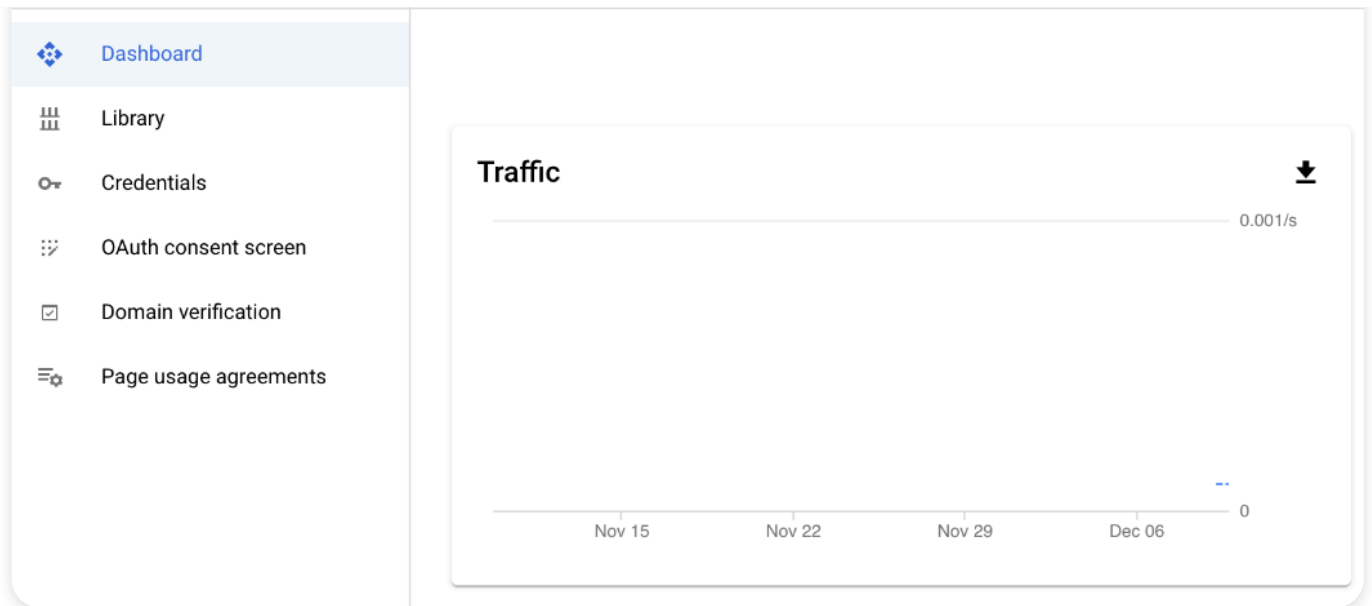 Dashboard
Library
Credentials
OAuth consent screen
Domain verification
Page usage agreements
Traffic
0.001/s
0
Nov 15 Nov 22 Nov 29 Dec 06